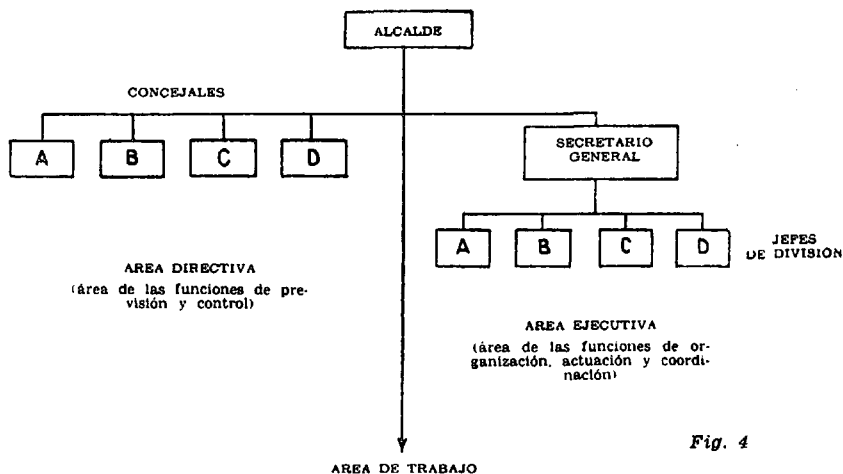 ALCALDE
CONCEJALES
A B C D
SECRETARIO
GENERAL
A B C D
JEFES
DE DIVISIÓN
AREA DIRECTIVA
(área de las funciones de pre-
visión y control)
AREA EJECUTIVA
(área de las funciones de or-
ganización, actuación y coordi-
nación)
Fig. 4
AREA DE TRABAJO